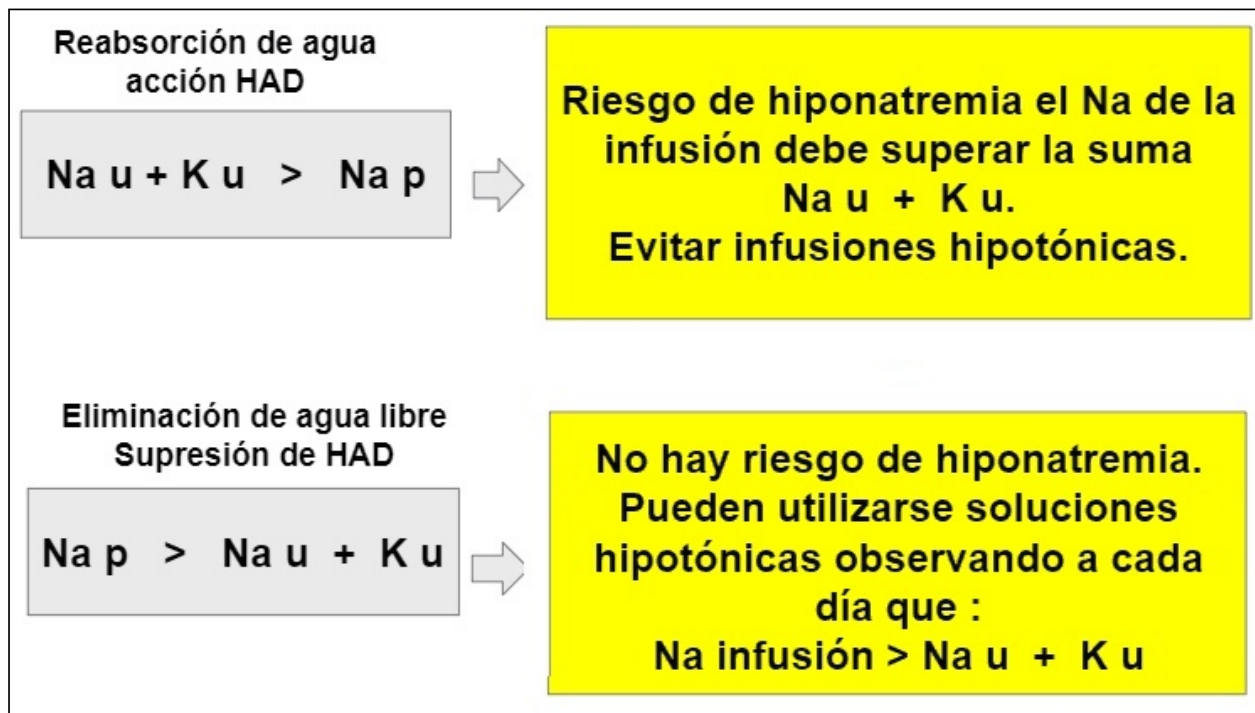 Reabsorción de agua
acción HAD
Na u + K u > Na p
Riesgo de hiponatremia el Na de la
infusión debe superar la suma
Na u + K u.
Evitar infusiones hipotónicas.
Eliminación de agua libre
Supresión de HAD
Na p > Na u + K u
No hay riesgo de hiponatremia.
Pueden utilizarse soluciones
hipotónicas observando a cada
día que :
Na infusión > Na u + K u